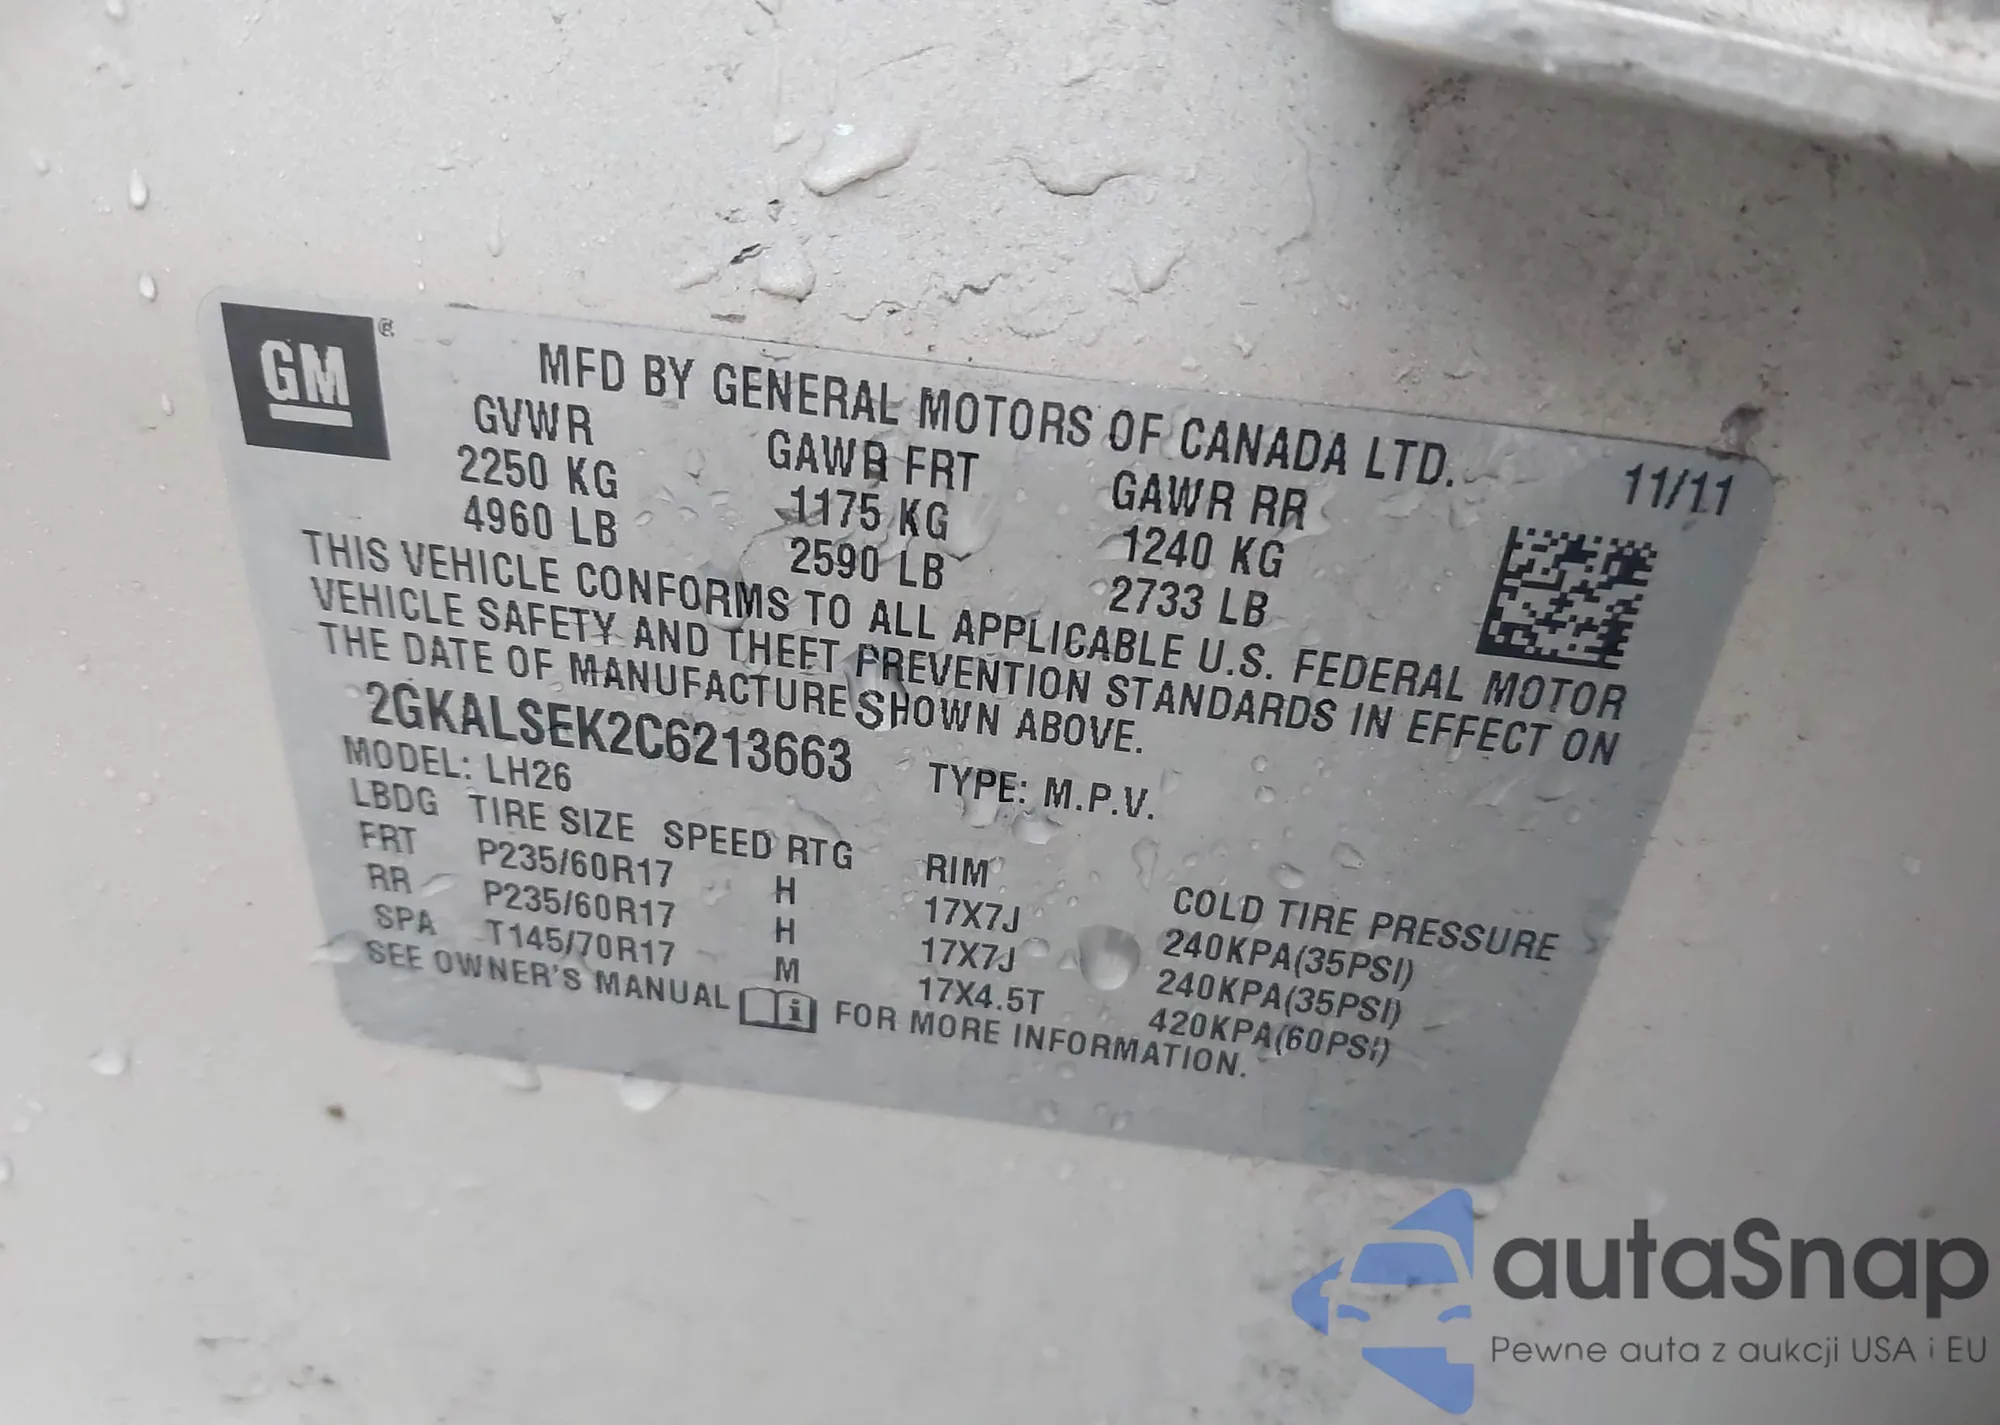 GM ®
MFD BY GENERAL MOTORS OF CANADA LTD. 11/11
GVWR GAWR FRT GAWR RR
2250 KG 1175 KG 1240 KG
4960 LB 2590 LB 2733 LB
THIS VEHICLE CONFORMS TO ALL APPLICABLE U.S. FEDERAL MOTOR
VEHICLE SAFETY AND THEFT PREVENTION STANDARDS IN EFFECT ON
THE DATE OF MANUFACTURE SHOWN ABOVE.
2GKALSEK2C6213663 TYPE: M.P.V.
MODEL: LH26
LBDG TIRE SIZE SPEED RTG RIM COLD TIRE PRESSURE
FRT P235/60R17 H 17X7J 240KPA(35PSI)
RR P235/60R17 H 17X7J 240KPA(35PSI)
SPA T145/70R17 M 17X4.5T 420KPA(60PSI)
SEE OWNER'S MANUAL i FOR MORE INFORMATION.
autaSnap
Pewne auta z aukcji USA i EU